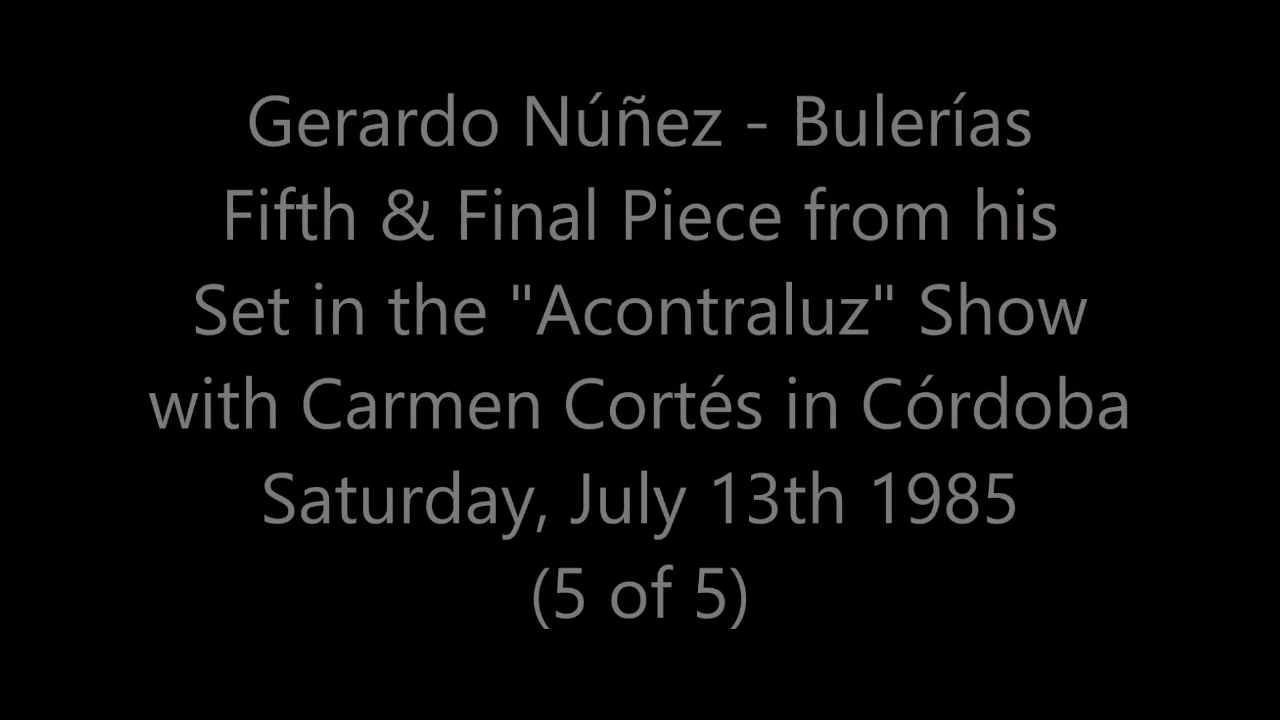 Gerardo Núñez - Bulerías
Fifth & Final Piece from his
Set in the "Acontraluz" Show
with Carmen Cortés in Córdoba
Saturday, July 13th 1985
(5 of 5)